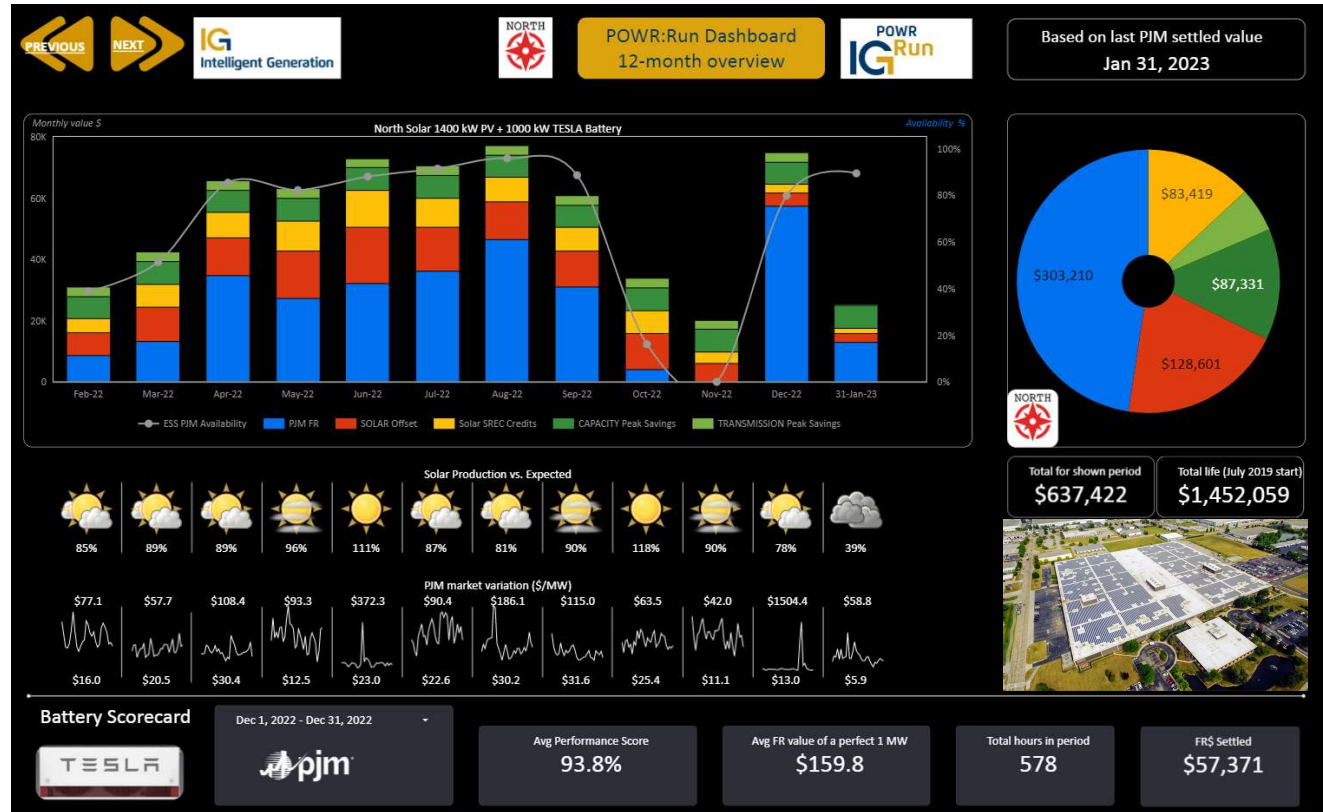 PREVIOUS
NEXT
IG
Intelligent Generation
NORTH
POWR:Run Dashboard
12-month overview
POWR
IG Run
Based on last PJM settled value
Jan 31, 2023
Monthly value $
North Solar 1400 kW PV + 1000 kW TESLA Battery
Availability %
80K
60K
40K
20K
0
100%
80%
60%
40%
20%
0%
Feb-22 Mar-22 Apr-22 May-22 Jun-22 Jul-22 Aug-22 Sep-22 Oct-22 Nov-22 Dec-22 31-Jan-23
ESS PJM Availability PJM FR SOLAR Offset Solar SREC Credits CAPACITY Peak Savings TRANSMISSION Peak Savings
$83,419
$303,210
$87,331
$128,601
NORTH
Total for shown period
$637,422
Total life (July 2019 start)
$1,452,059
Solar Production vs. Expected
85% 89% 89% 96% 111% 87% 81% 90% 118% 90% 78% 39%
PJM market variation ($/MW)
$77.1 $57.7 $108.4 $93.3 $372.3 $90.4 $186.1 $115.0 $63.5 $42.0 $1504.4 $58.8
$16.0 $20.5 $30.4 $12.5 $23.0 $22.6 $30.2 $31.6 $25.4 $11.1 $13.0 $5.9
Battery Scorecard
TESLA
Dec 1, 2022 - Dec 31, 2022
pjm
Avg Performance Score
93.8%
Avg FR value of a perfect 1 MW
$159.8
Total hours in period
578
FR$ Settled
$57,371